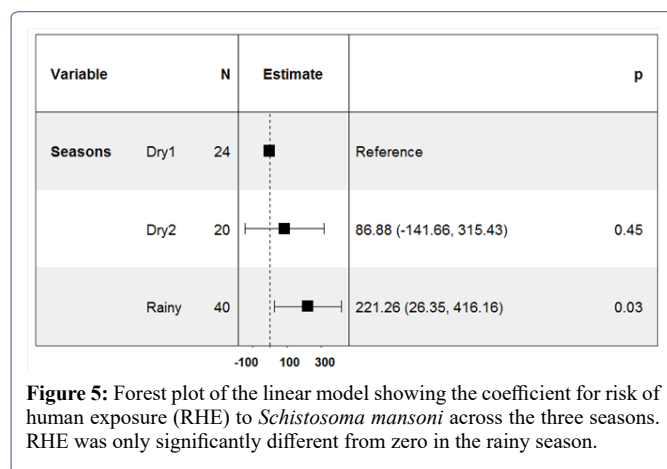 Variable N Estimate p
Seasons Dry1 24 Reference
Dry2 20 86.88 (-141.66, 315.43) 0.45
Rainy 40 221.26 (26.35, 416.16) 0.03
-100 100 300
Figure 5: Forest plot of the linear model showing the coefficient for risk of
human exposure (RHE) to Schistosoma mansoni across the three seasons.
RHE was only significantly different from zero in the rainy season.